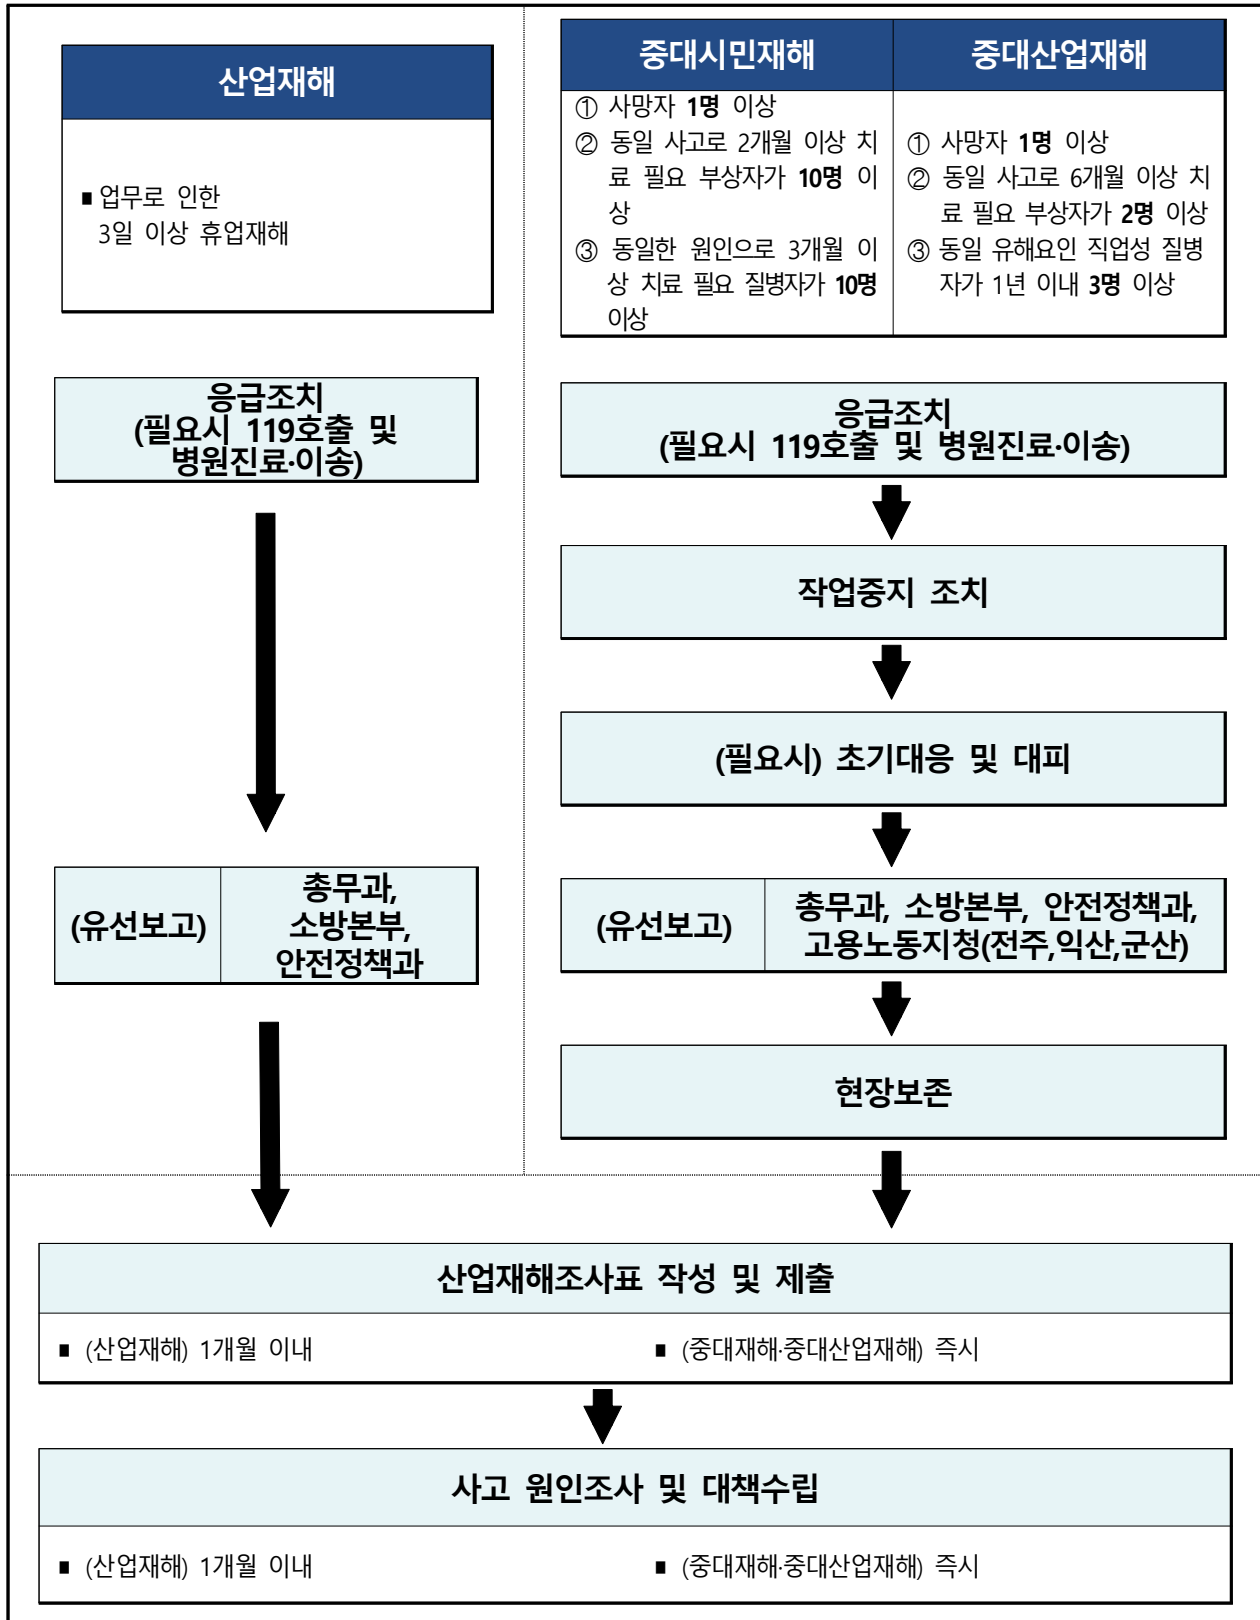 산업재해
■ 업무로 인한
3일 이상 휴업재해
중대시민재해
① 사망자 1명 이상
② 동일 사고로 2개월 이상 치
료 필요 부상자가 10명 이
상
③ 동일한 원인으로 3개월 이
상 치료 필요 질병자가 10명
이상
중대산업재해
① 사망자 1명 이상
② 동일 사고로 6개월 이상 치
료 필요 부상자가 2명 이상
③ 동일 유해요인 직업성 질병
자가 1년 이내 3명 이상
응급조치
(필요시 119호출 및
병원진료·이송)
(유선보고)
총무과,
소방본부,
안전정책과
응급조치
(필요시 119호출 및 병원진료·이송)
작업중지 조치
(필요시) 초기대응 및 대피
(유선보고)
총무과, 소방본부, 안전정책과,
고용노동지청(전주,익산,군산)
현장보존
산업재해조사표 작성 및 제출
■ (산업재해) 1개월 이내
■ (중대재해·중대산업재해) 즉시
사고 원인조사 및 대책수립
■ (산업재해) 1개월 이내
■ (중대재해·중대산업재해) 즉시